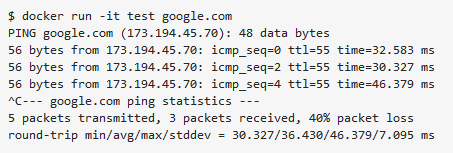 $ docker run -it test google.com
PING google.com (173.194.45.70): 48 data bytes
56 bytes from 173.194.45.70: icmp_seq=0 ttl=55 time=32.583 ms
56 bytes from 173.194.45.70: icmp_seq=2 ttl=55 time=30.327 ms
56 bytes from 173.194.45.70: icmp_seq=4 ttl=55 time=46.379 ms
^C--- google.com ping statistics ---
5 packets transmitted, 3 packets received, 40% packet loss
round-trip min/avg/max/stddev = 30.327/36.430/46.379/7.095 ms